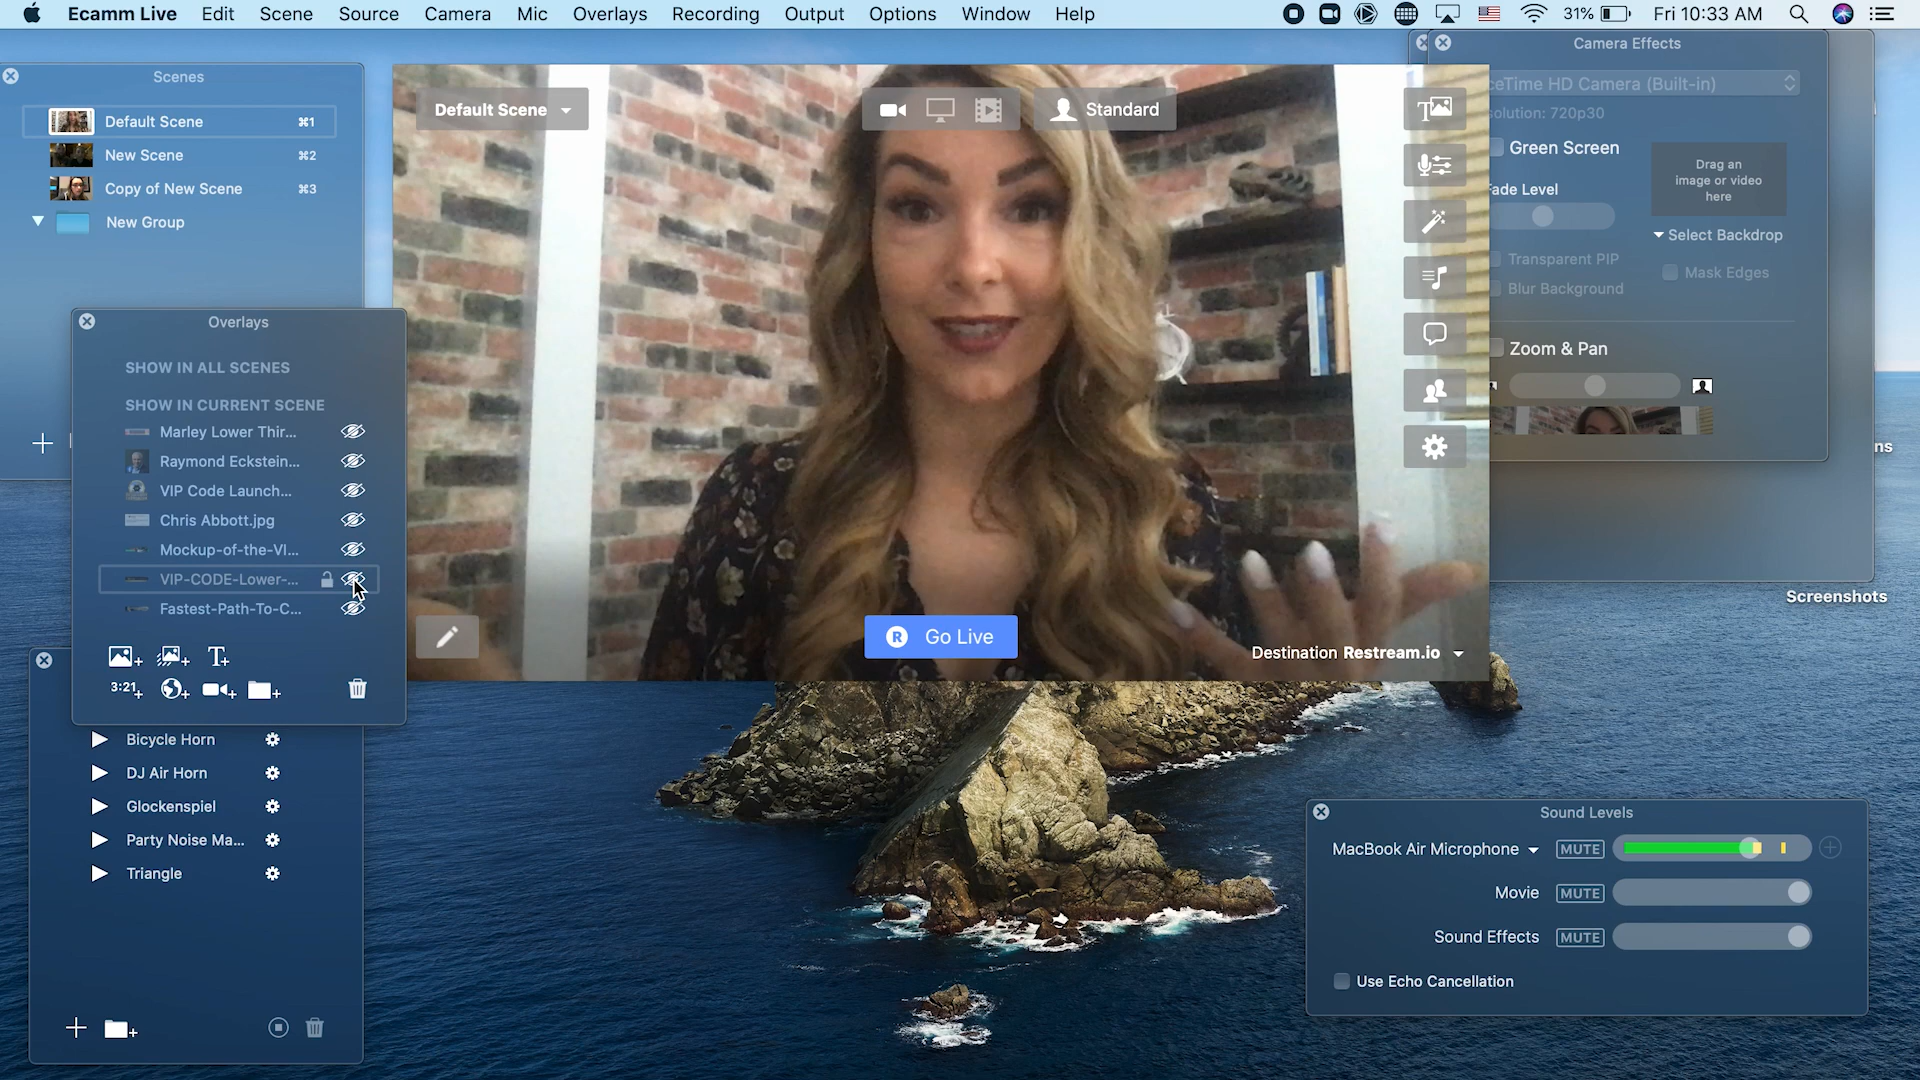 Ecamm Live Edit Scene Source Camera Mic Overlays Recording Output Options Window Help 31% Fri 10:33 AM
Scenes
Default Scene ⌘1
New Scene ⌘2
Copy of New Scene ⌘3
New Group
Overlays
SHOW IN ALL SCENES
SHOW IN CURRENT SCENE
Marley Lower Thir...
Raymond Eckstein...
VIP Code Launch...
Chris Abbott.jpg
Mockup-of-the-VI...
VIP-CODE-Lower-...
Fastest-Path-To-C...
T+
3:21+
Bicycle Horn
DJ Air Horn
Glockenspiel
Party Noise Ma...
Triangle
Default Scene
Standard
R Go Live
Destination Restream.io
Camera Effects
ceTime HD Camera (Built-in)
solution: 720p30
Green Screen
Fade Level
Drag an
image or video
here
Select Backdrop
Transparent PIP
Mask Edges
Blur Background
Zoom & Pan
ns
Screenshots
Sound Levels
MacBook Air Microphone MUTE
Movie MUTE
Sound Effects MUTE
Use Echo Cancellation